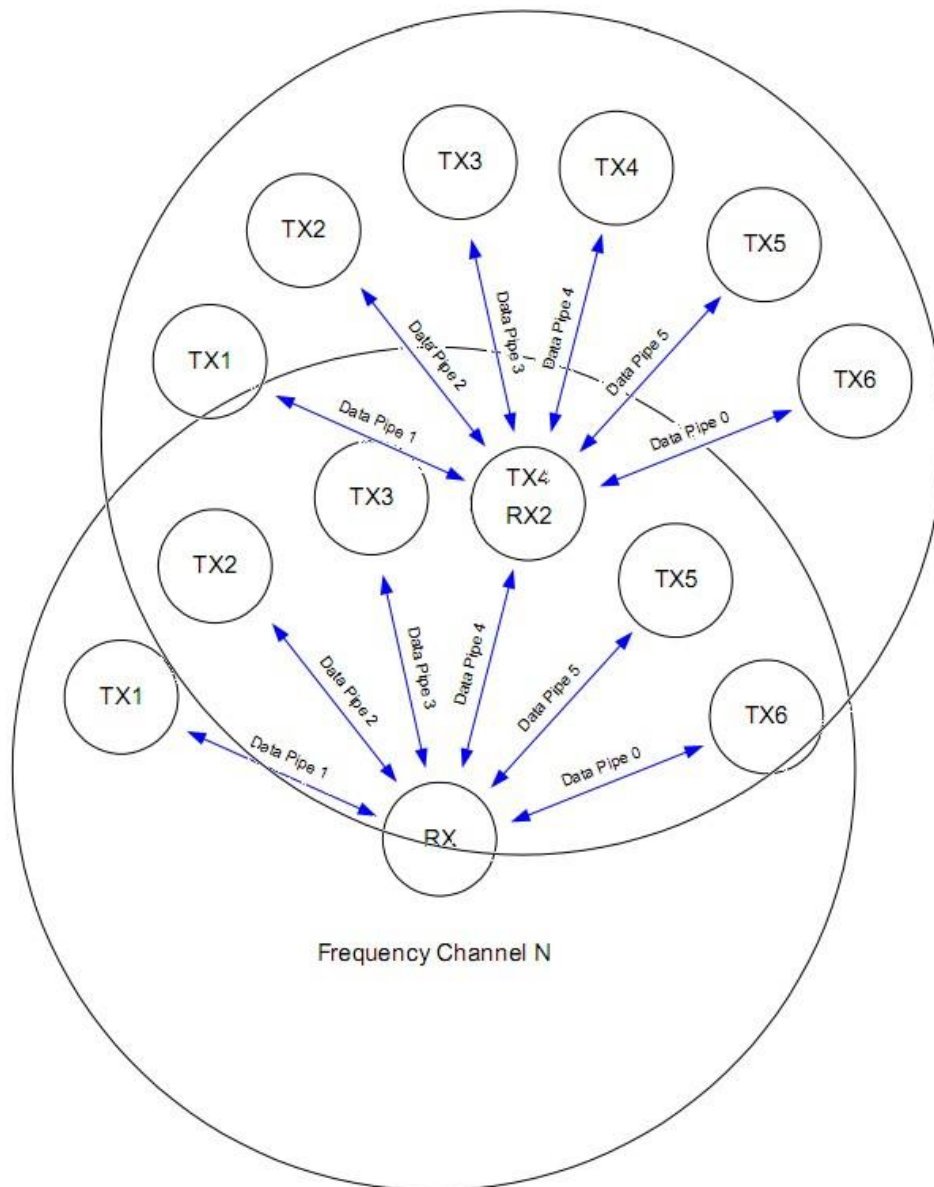 TX3
TX4
TX2
TX5
TX1
TX6
Data Pipe 3
Data Pipe 4
Data Pipe 2
Data Pipe 5
Data Pipe 1
Data Pipe 0
TX4
RX2
TX3
TX2
TX5
TX1
TX6
Data Pipe 3
Data Pipe 4
Data Pipe 2
Data Pipe 5
Data Pipe 1
Data Pipe 0
RX
Frequency Channel N